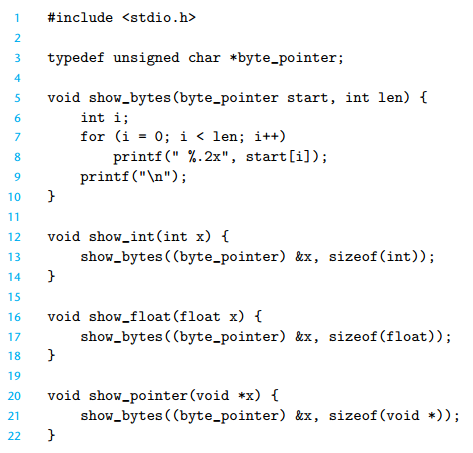 1 #include <stdio.h>
2
3 typedef unsigned char *byte_pointer;
4
5 void show_bytes(byte_pointer start, int len) {
6     int i;
7     for (i = 0; i < len; i++)
8         printf(" %.2x", start[i]);
9     printf("\n");
10 }
11
12 void show_int(int x) {
13     show_bytes((byte_pointer) &x, sizeof(int));
14 }
15
16 void show_float(float x) {
17     show_bytes((byte_pointer) &x, sizeof(float));
18 }
19
20 void show_pointer(void *x) {
21     show_bytes((byte_pointer) &x, sizeof(void *));
22 }